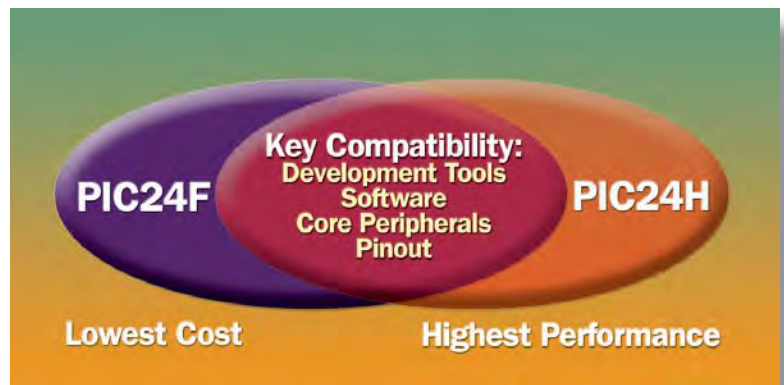 PIC24F
Key Compatibility:
Development Tools
Software
Core Peripherals
Pinout
PIC24H
Lowest Cost
Highest Performance